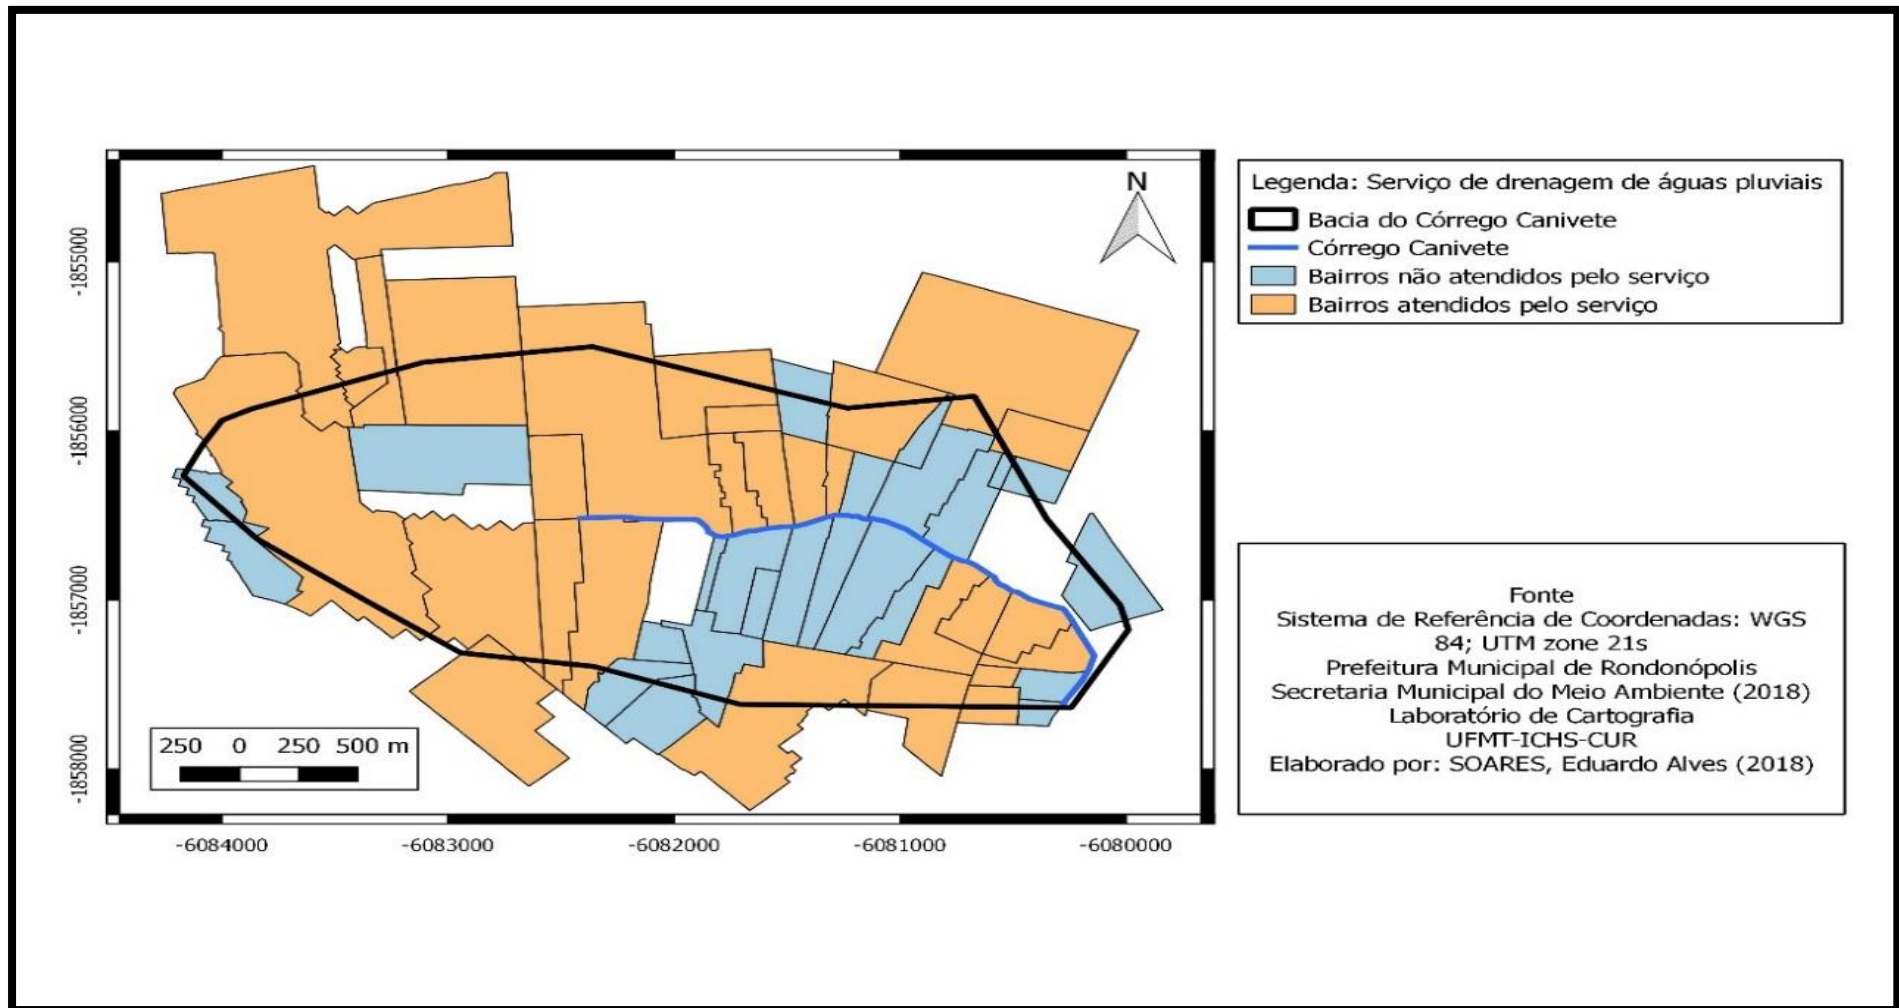 N
-1855000
-1856000
-1857000
-1858000
250 0 250 500 m
-6084000 -6083000 -6082000 -6081000 -6080000
Legenda: Serviço de drenagem de águas pluviais
Bacia do Córrego Canivete
Córrego Canivete
Bairros não atendidos pelo serviço
Bairros atendidos pelo serviço
Fonte
Sistema de Referência de Coordenadas: WGS
84; UTM zone 21s
Prefeitura Municipal de Rondonópolis
Secretaria Municipal do Meio Ambiente (2018)
Laboratório de Cartografia
UFMT-ICHS-CUR
Elaborado por: SOARES, Eduardo Alves (2018)